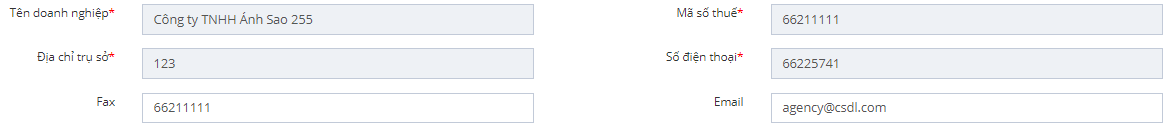 Tên doanh nghiệp* Công ty TNHH Ánh Sao 255 Mã số thuế* 66211111
Địa chỉ trụ sở* 123 Số điện thoại* 66225741
Fax 66211111 Email agency@csdl.com